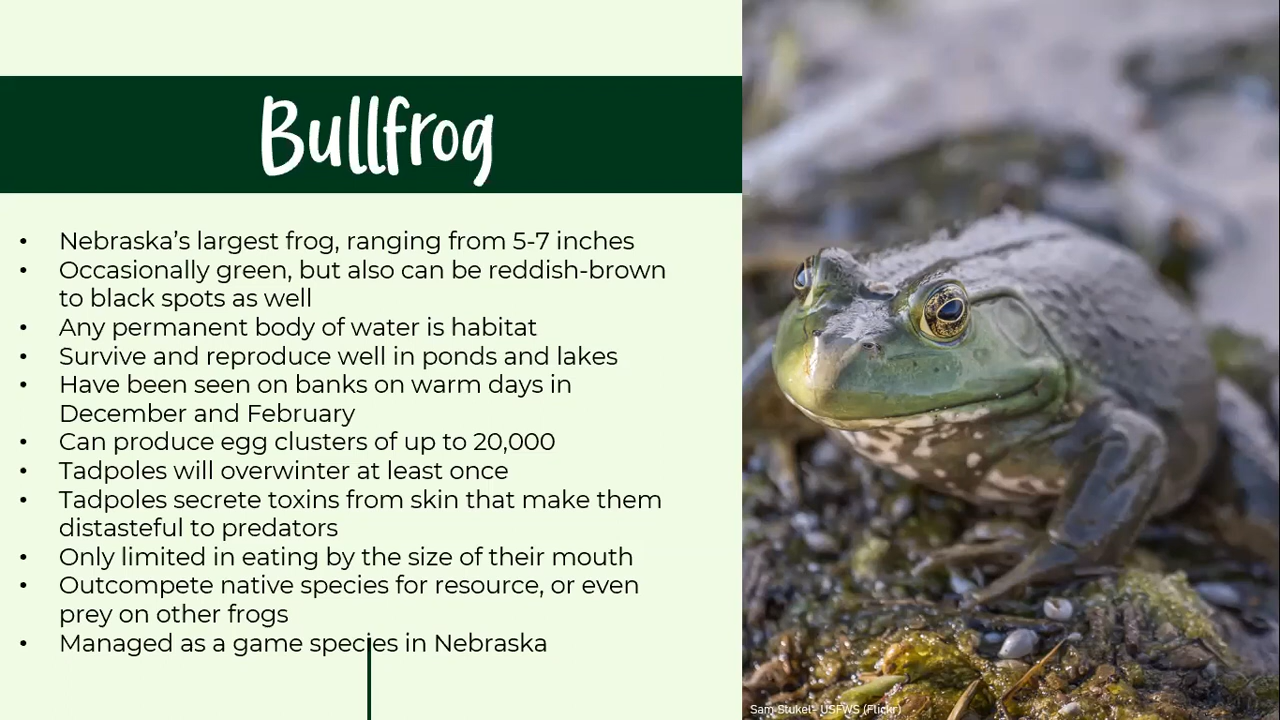 Bullfrog
• Nebraska’s largest frog, ranging from 5-7 inches
• Occasionally green, but also can be reddish-brown
to black spots as well
• Any permanent body of water is habitat
• Survive and reproduce well in ponds and lakes
• Have been seen on banks on warm days in
December and February
• Can produce egg clusters of up to 20,000
• Tadpoles will overwinter at least once
• Tadpoles secrete toxins from skin that make them
distasteful to predators
• Only limited in eating by the size of their mouth
• Outcompete native species for resource, or even
prey on other frogs
• Managed as a game species in Nebraska
Sam Stukel - USFWS (Flickr)